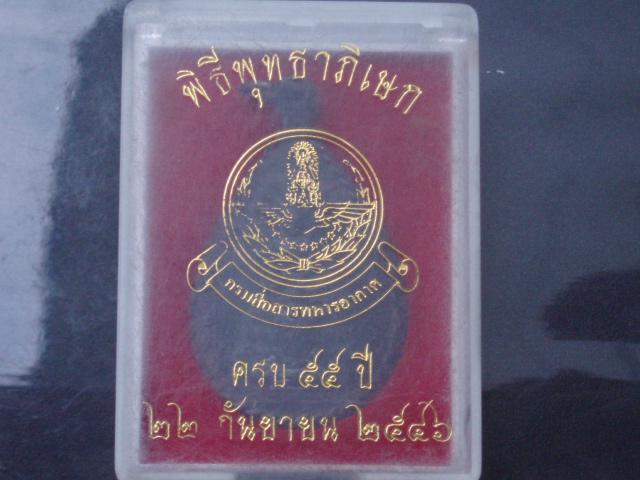 พิธีพุทธาภิเษก
กรมสื่อสารทหารอากาศ
ครบ ๕๕ ปี
๒๒ กันยายน ๒๕๔๖